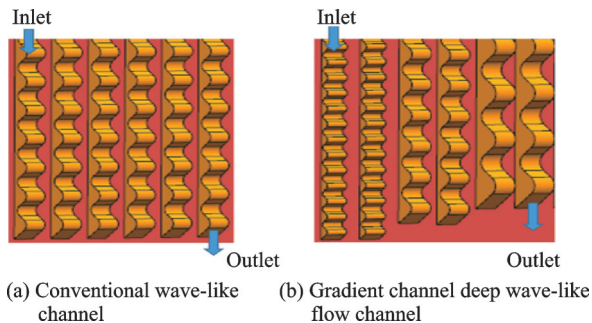 Inlet
Inlet
Outlet
Outlet
(a) Conventional wave-like
channel
(b) Gradient channel deep wave-like
flow channel